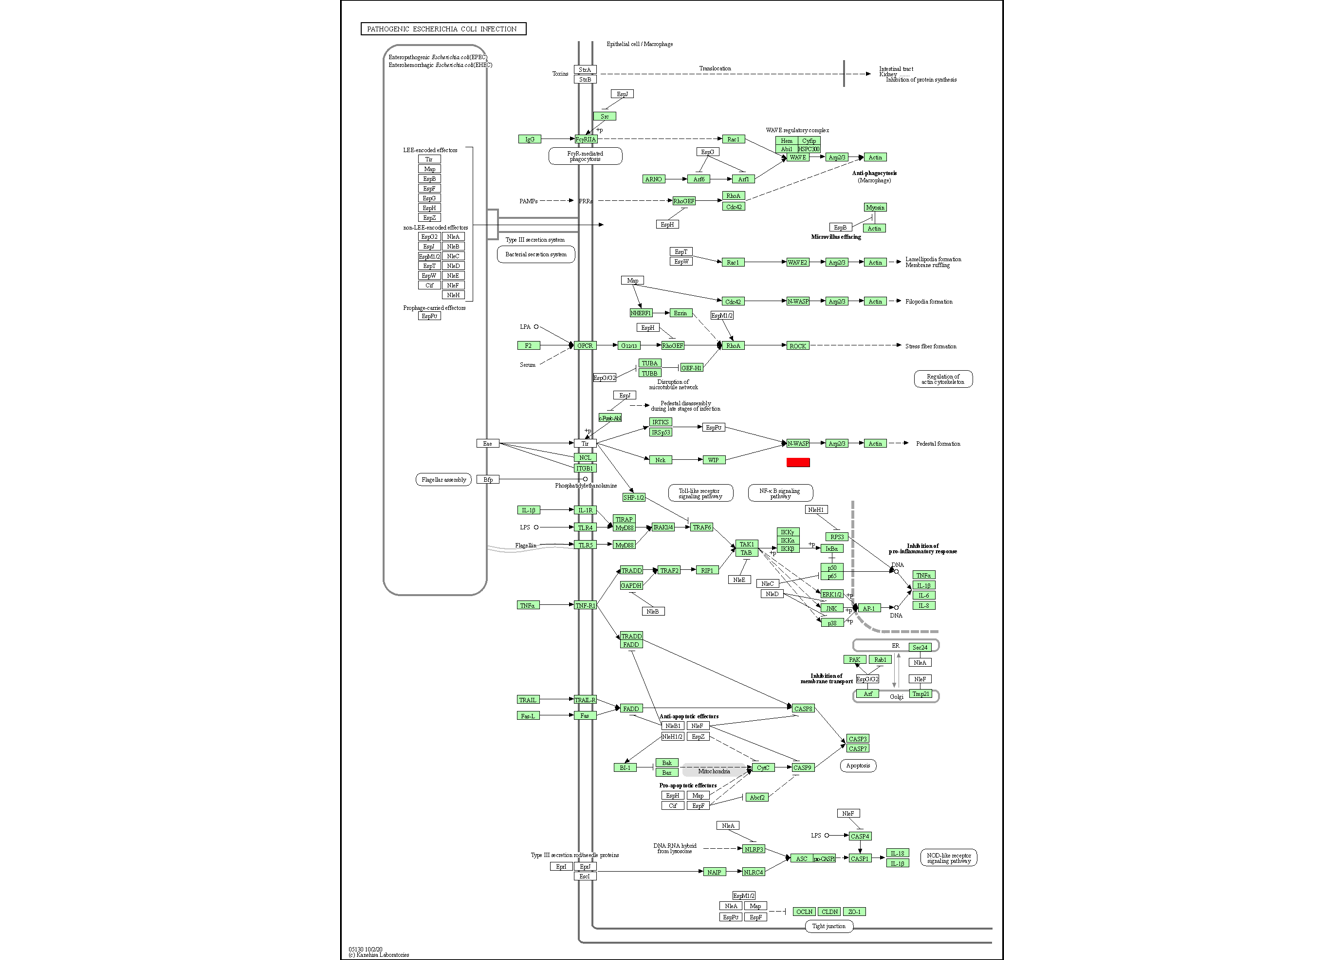 PATHOGENIC ESCHERICHIA COLI INFECTION
Epithelial cell / Macrophage
Enteropathogenic Escherichia coli(EPEC)
Enterohemorrhagic Escherichia coli(EHEC)
Toxins
StxA
StxB
Translocation
Intestinal tract
Kidney
Inhibition of protein synthesis
EspJ
Src
+p
IgG
FcγRIIA
Rac1
WAVE regulatory complex
Hem
Cyfip
Abi1
HSPC300
WAVE
Arp2/3
Actin
FcγR-mediated
phagocytosis
EspG
ARNO
Arf6
Arf1
Anti-phagocytosis
(Macrophage)
LEE-encoded effectors
Tir
Map
EspB
EspF
EspG
EspH
EspZ
PAMPs
PRRs
RhoGEF
RhoA
Cdc42
EspH
Myosin
EspB
Actin
Microvillus effacing
non-LEE-encoded effectors
EspG2
NleA
EspJ
NleB
EspM1/2
NleC
EspT
NleD
EspW
NleE
Cif
NleF
NleH
Type III secretion system
Bacterial secretion system
EspT
EspW
Rac1
WAVE2
Arp2/3
Actin
Lamellipodia formation
Membrane ruffling
Map
Cdc42
N-WASP
Arp2/3
Actin
Filopodia formation
Prophage-carried effectors
EspFU
NHERF1
Ezrin
EspM1/2
LPA
EspH
F2
GPCR
G12/13
RhoGEF
RhoA
ROCK
Stress fiber formation
Serum
TUBA
TUBB
GEF-H1
EspG/G2
Disruption of
microtubule network
Regulation of
actin cytoskeleton
EspJ
Pedestal disassembly
during late stages of infection
+p
IRTKS
IRSp53
EspFU
Eae
Tir
NCL
ITGB1
N-WASP
Arp2/3
Actin
Pedestal formation
Nck
WIP
Flagellar assembly
Bfp
Phosphatidylethanolamine
SHP-1/2
Toll-like receptor
signaling pathway
NF-κ B signaling
pathway
IL-1β
IL-1R
NleH1
LPS
TLR4
TIRAP
MyD88
IRAK1/4
TRAF6
IKKγ
IKKα
IKKβ
RPS3
Flagellin
TLR5
MyD88
TAK1
TAB
+p
+p
IκBα
Inhibition of
pro-inflammatory response
TRADD
TRAF2
RIP1
NleE
NleC
p50
p65
DNA
TNFα
IL-1β
IL-6
IL-8
GAPDH
NleD
ERK1/2
+p
TNFα
TNF-R1
NleB
JNK
+p
AP-1
DNA
p38
+p
TRADD
FADD
ER
Sec24
PAK
Rab1
NleA
Inhibition of
membrane transport
EspG/G2
NleF
Arf
Golgi
Tmp21
TRAIL
TRAIL-R
FADD
CASP8
Fas-L
Fas
Anti-apoptotic effectors
NleB1
NleF
NleH1/2
EspZ
CASP3
CASP7
BI-1
Bak
Bax
Mitochondria
CytC
CASP9
Apoptosis
Pro-apoptotic effectors
EspH
Map
Cif
EspF
Abcf2
NleF
NleA
LPS
CASP4
DNA RNA hybrid
from lysosome
NLRP3
Type III secretion rod/needle proteins
ASC
pro-CASP1
CASP1
IL-18
IL-1β
NOD-like receptor
signaling pathway
EprI
EprJ
EscI
NAIP
NLRC4
EspM1/2
NleA
Map
EspFU
EspF
OCLN
CLDN
ZO-1
Tight junction
05130 10/2/20
(c) Kanehisa Laboratories